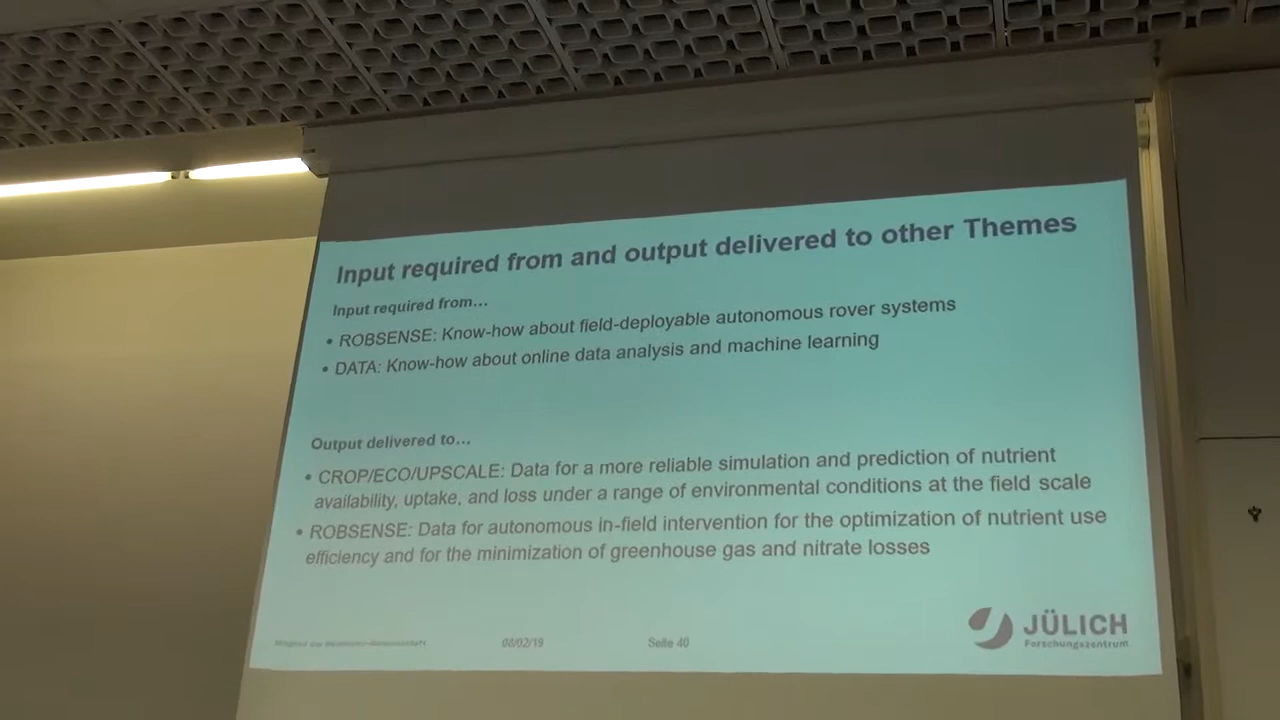 Input required from and output delivered to other Themes
Input required from...
• ROBSENSE: Know-how about field-deployable autonomous rover systems
• DATA: Know-how about online data analysis and machine learning
Output delivered to...
• CROP/ECO/UPSCALE: Data for a more reliable simulation and prediction of nutrient
availability, uptake, and loss under a range of environmental conditions at the field scale
• ROBSENSE: Data for autonomous in-field intervention for the optimization of nutrient use
efficiency and for the minimization of greenhouse gas and nitrate losses
Mitglied der Helmholtz-Gemeinschaft
08/02/19
Seite 40
JÜLICH
Forschungszentrum